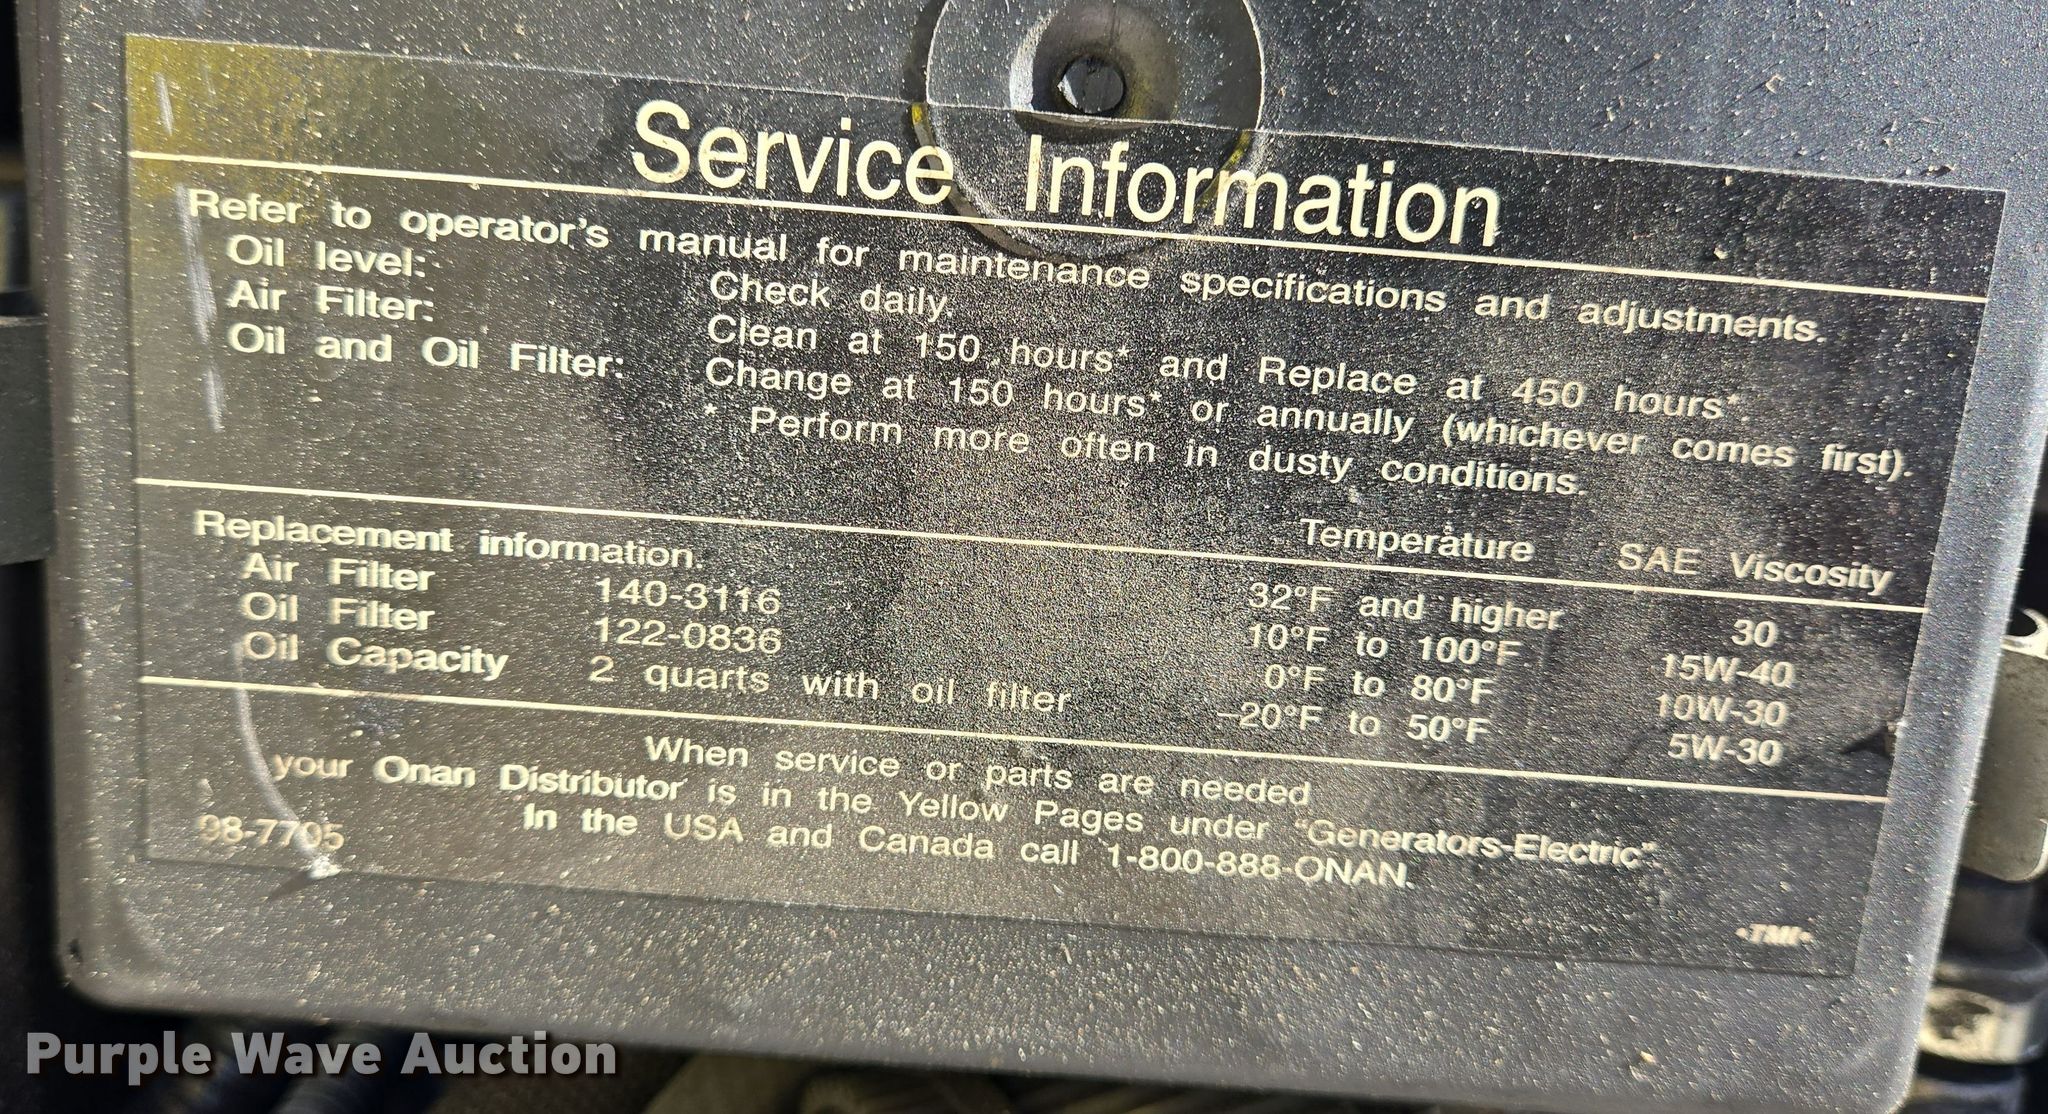 Service Information
Refer to operator's manual for maintenance specifications and adjustments.
Oil level: Check daily.
Air Filter: Clean at 150 hours* and Replace at 450 hours*.
Oil and Oil Filter: Change at 150 hours* or annually (whichever comes first).
* Perform more often in dusty conditions.
Replacement information. Temperature SAE Viscosity
Air Filter 140-3116 32°F and higher 30
Oil Filter 122-0836 10°F to 100°F 15W-40
Oil Capacity 2 quarts with oil filter 0°F to 80°F 10W-30
–20°F to 50°F 5W-30
When service or parts are needed
your Onan Distributor is in the Yellow Pages under "Generators-Electric".
In the USA and Canada call 1-800-888-ONAN.
98-7705
•TMI•
Purple Wave Auction